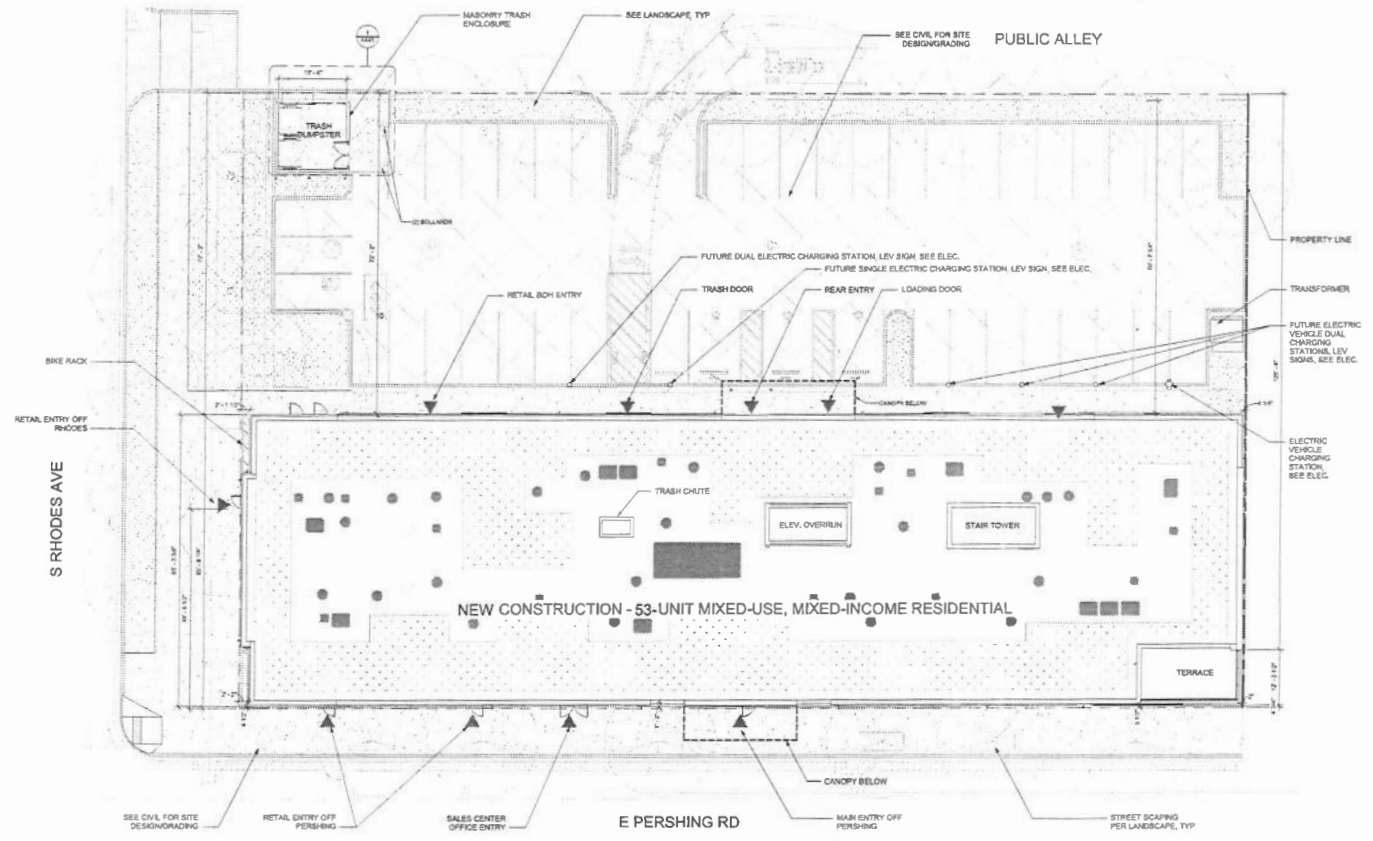 MASONRY TRASH
ENCLOSURE
SEE LANDSCAPE, TYP
SEE CIVIL FOR SITE
DESIGN/GRADING
PUBLIC ALLEY
1
TRASH
DUMPSTER
(2) BOLLARDS
PROPERTY LINE
FUTURE DUAL ELECTRIC CHARGING STATION, LEV SIGN, SEE ELEC.
FUTURE SINGLE ELECTRIC CHARGING STATION, LEV SIGN, SEE ELEC.
RETAIL BOH ENTRY
TRASH DOOR
REAR ENTRY
LOADING DOOR
TRANSFORMER
FUTURE ELECTRIC
VEHICLE DUAL
CHARGING
STATIONS, LEV
SIGNS, SEE ELEC.
BIKE RACK
CANOPY BELOW
RETAIL ENTRY OFF
RHODES
ELECTRIC
VEHICLE
CHARGING
STATION,
SEE ELEC.
S RHODES AVE
TRASH CHUTE
ELEV. OVERRUN
STAIR TOWER
NEW CONSTRUCTION - 53-UNIT MIXED-USE, MIXED-INCOME RESIDENTIAL
TERRACE
CANOPY BELOW
SEE CIVIL FOR SITE
DESIGN/GRADING
RETAIL ENTRY OFF
PERSHING
SALES CENTER
OFFICE ENTRY
E PERSHING RD
MAIN ENTRY OFF
PERSHING
STREET SCAPING
PER LANDSCAPE, TYP